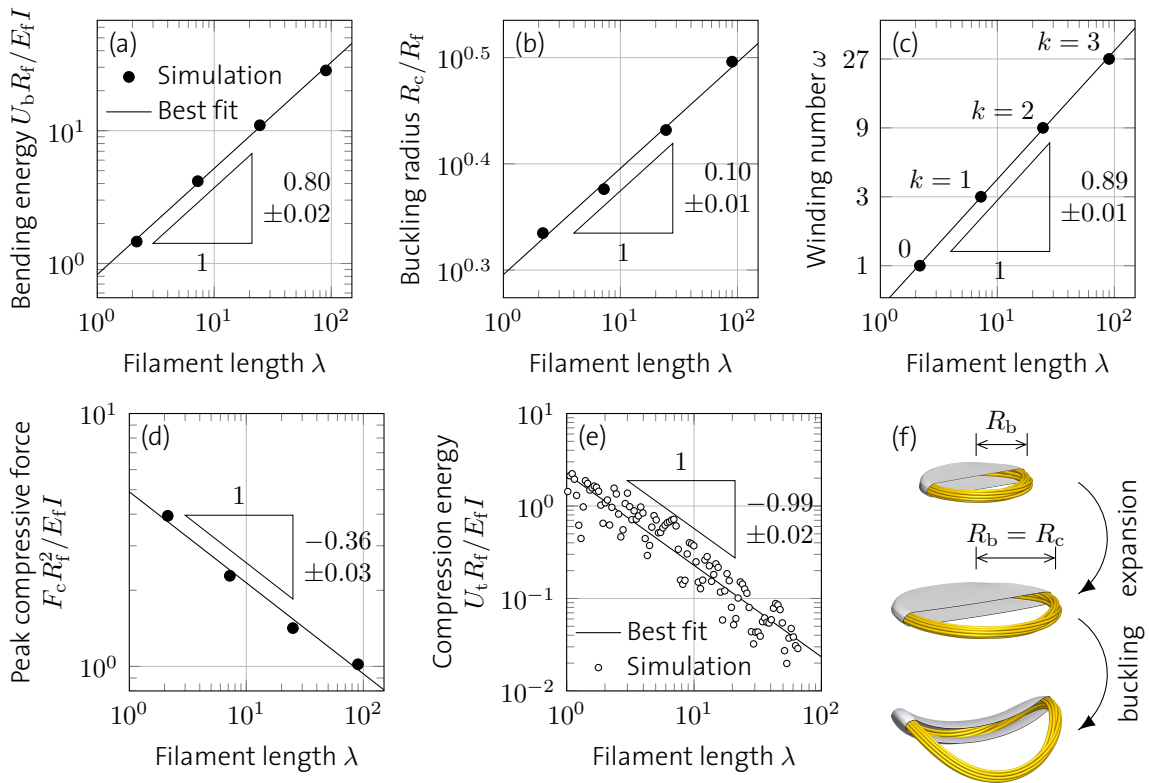 (a)
Simulation
Best fit
Bending energy U_b R_f/E_f I
10^1
10^0
0.80
±0.02
1
10^0 10^1 10^2
Filament length λ
(b)
Buckling radius R_c/R_f
10^0.5
10^0.4
10^0.3
0.10
±0.01
1
10^0 10^1 10^2
Filament length λ
(c)
Winding number ω
27
9
3
1
k = 3
k = 2
k = 1
0
0.89
±0.01
1
10^0 10^1 10^2
Filament length λ
(d)
Peak compressive force
F_c R_f^2/E_f I
10^1
10^0
1
−0.36
±0.03
10^0 10^1 10^2
Filament length λ
(e)
Compression energy
U_t R_f/E_f I
10^1
10^0
10^−1
10^−2
1
−0.99
±0.02
Best fit
Simulation
10^0 10^1 10^2
Filament length λ
(f)
R_b
R_b = R_c
expansion
buckling